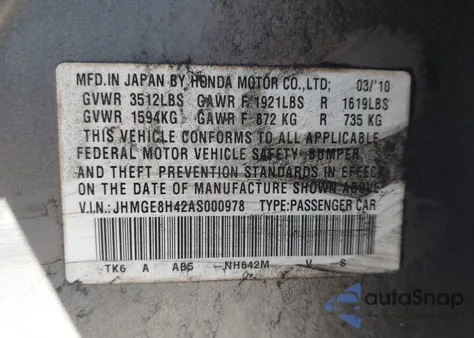 MFD.IN JAPAN BY HONDA MOTOR CO.,LTD; 03/'10
GVWR 3512LBS GAWR F 1921LBS R 1619LBS
GVWR 1594KG GAWR F 872 KG R 735 KG
THIS VEHICLE CONFORMS TO ALL APPLICABLE
FEDERAL MOTOR VEHICLE SAFETY, BUMPER,
AND THEFT PREVENTION STANDARDS IN EFFECT
ON THE DATE OF MANUFACTURE SHOWN ABOVE.
V.I.N.: JHMGE8H42AS000978 TYPE:PASSENGER CAR
TK6 A AB5 -NH642M V S
autoSnap